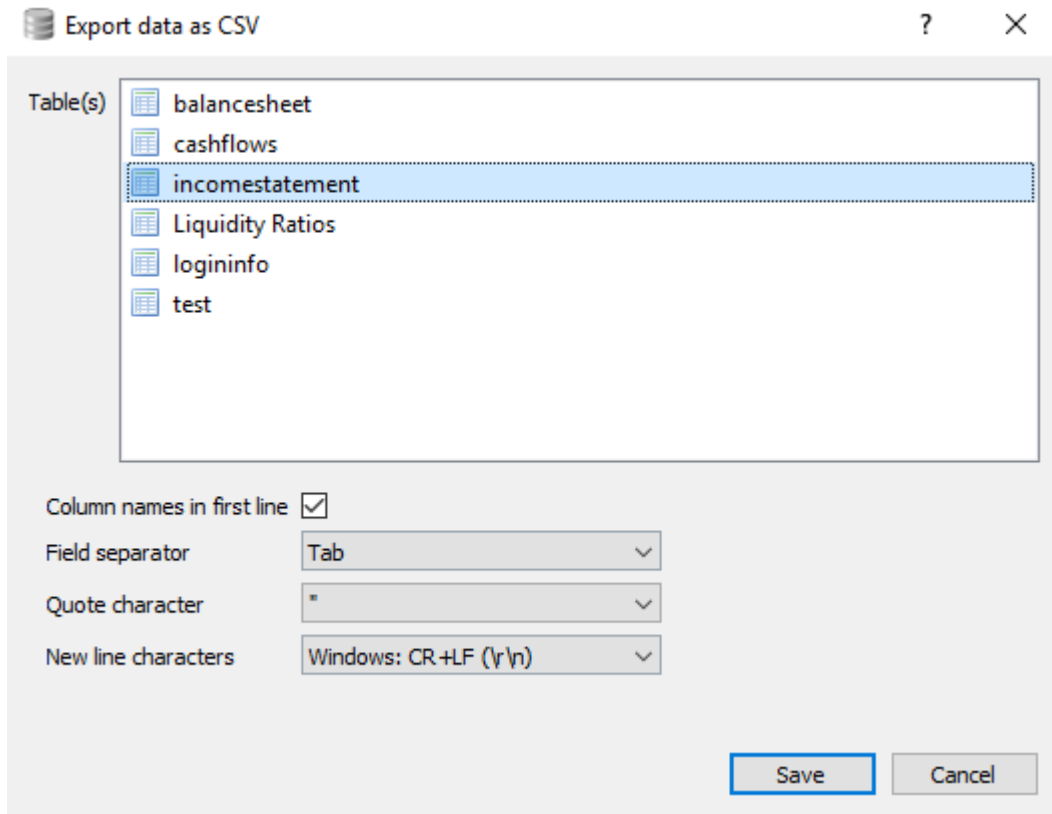 Export data as CSV ?
Table(s)
balancesheet
cashflows
incomestatement
Liquidity Ratios
logininfo
test
Column names in first line
Field separator Tab
Quote character "
New line characters Windows: CR+LF (\r\n)
Save Cancel